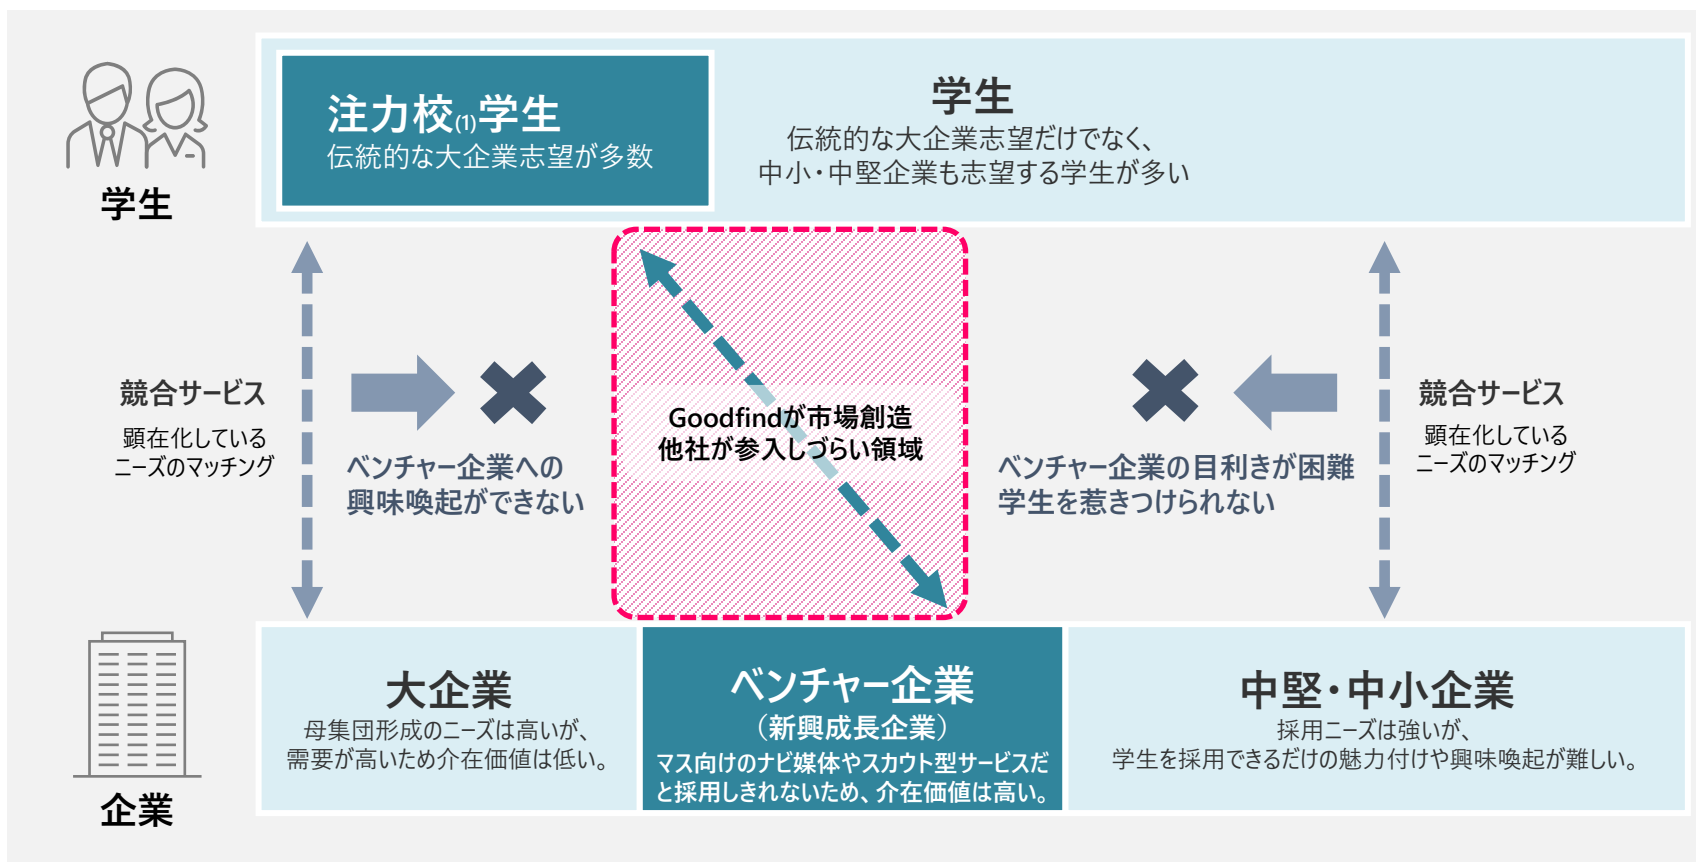 学生
注力校(1)学生
伝統的な大企業志望が多数
学生
伝統的な大企業志望だけでなく、
中小・中堅企業も志望する学生が多い
競合サービス
顕在化している
ニーズのマッチング
ベンチャー企業への
興味喚起ができない
Goodfindが市場創造
他社が参入しづらい領域
ベンチャー企業の目利きが困難
学生を惹きつけられない
競合サービス
顕在化している
ニーズのマッチング
企業
大企業
母集団形成のニーズは高いが、
需要が高いため介在価値は低い。
ベンチャー企業
（新興成長企業）
マス向けのナビ媒体やスカウト型サービスだ
と採用しきれないため、介在価値は高い。
中堅・中小企業
採用ニーズは強いが、
学生を採用できるだけの魅力付けや興味喚起が難しい。